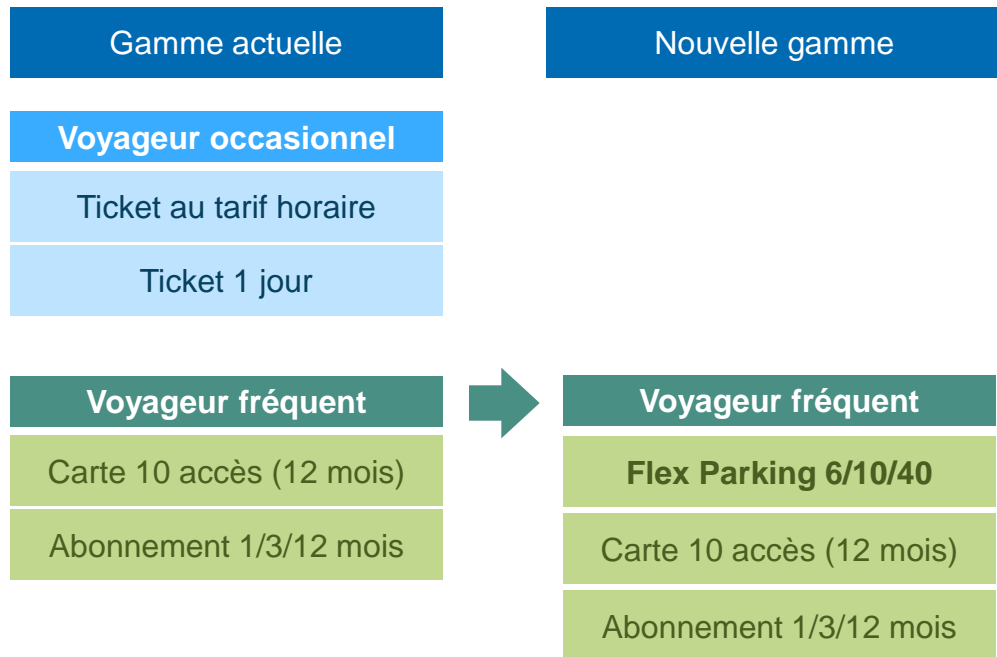 Gamme actuelle
Nouvelle gamme
Voyageur occasionnel
Ticket au tarif horaire
Ticket 1 jour
Voyageur fréquent
Carte 10 accès (12 mois)
Abonnement 1/3/12 mois
Voyageur fréquent
Flex Parking 6/10/40
Carte 10 accès (12 mois)
Abonnement 1/3/12 mois